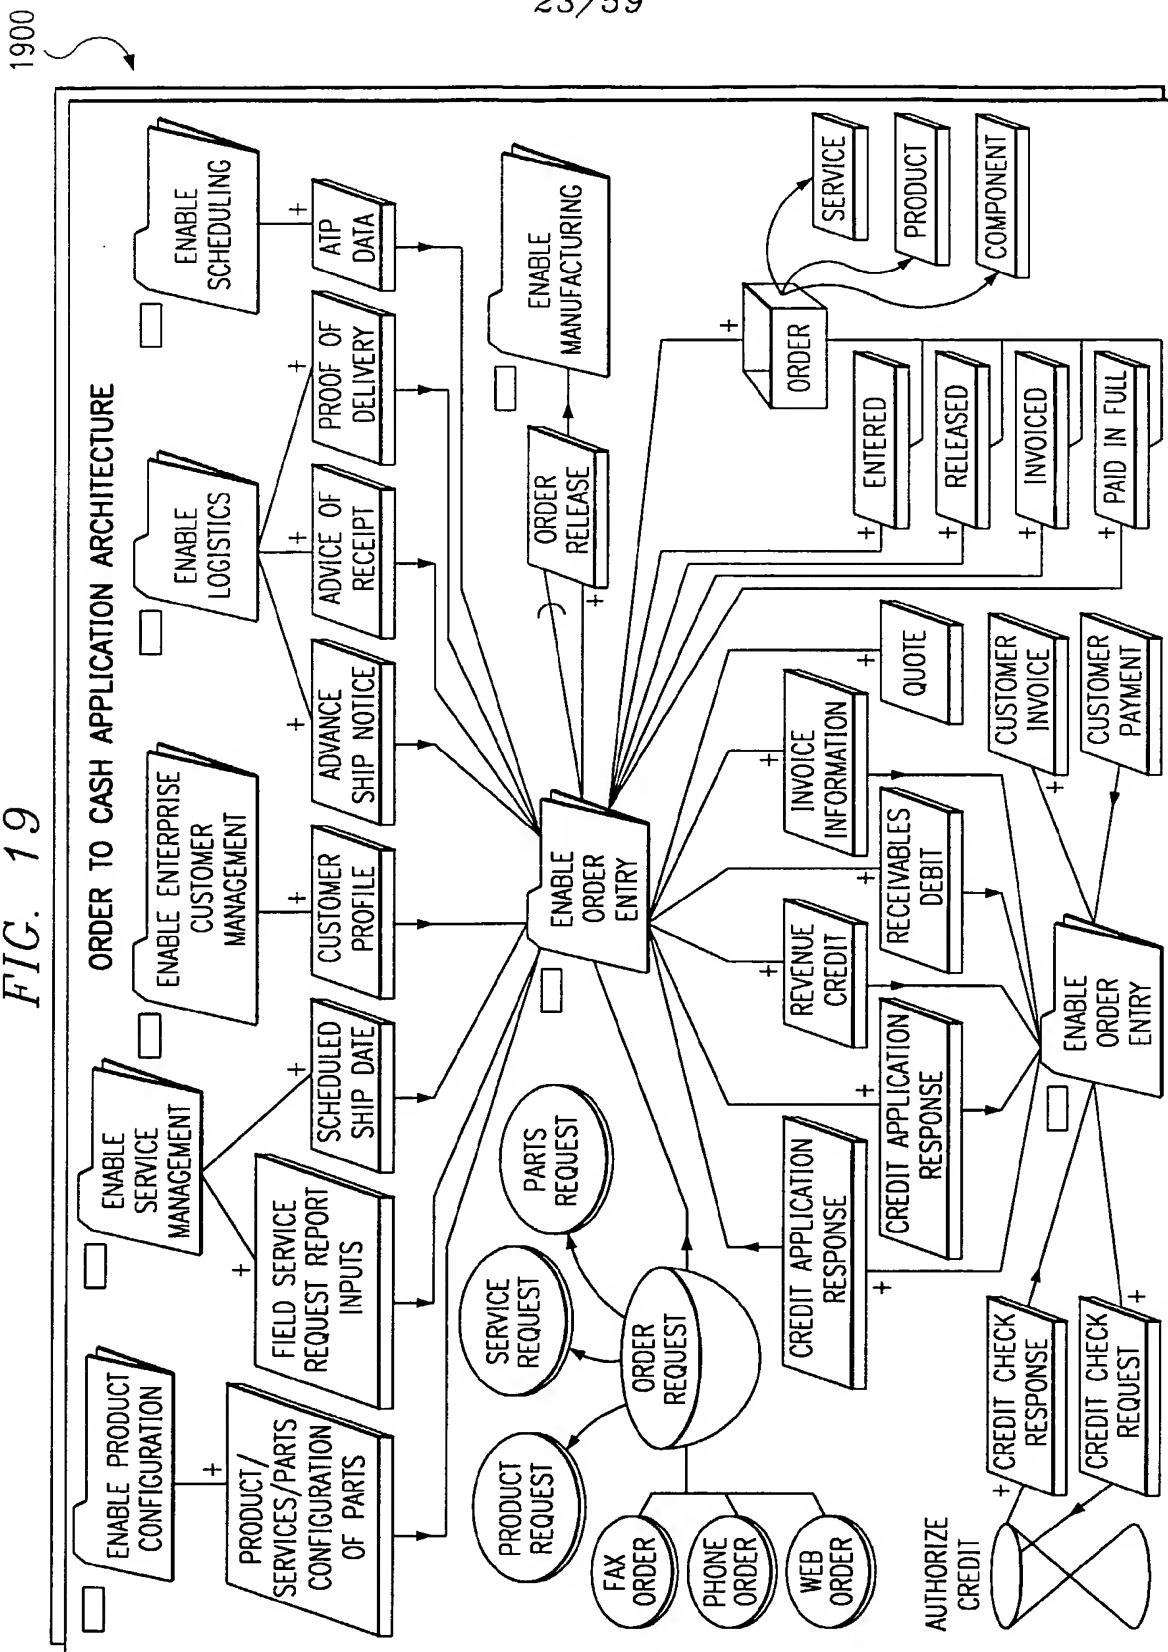 23/59
FIG. 19
1900
ORDER TO CASH APPLICATION ARCHITECTURE
ENABLE PRODUCT
CONFIGURATION
ENABLE
SERVICE
MANAGEMENT
ENABLE ENTERPRISE
CUSTOMER
MANAGEMENT
ENABLE
LOGISTICS
ENABLE
SCHEDULING
+
+
+
+
+
+
+
+
PRODUCT/
SERVICES/PARTS
CONFIGURATION
OF PARTS
FIELD SERVICE
REQUEST REPORT
INPUTS
SCHEDULED
SHIP DATE
CUSTOMER
PROFILE
ADVANCE
SHIP NOTICE
ADVICE OF
RECEIPT
PROOF OF
DELIVERY
ATP
DATA
PRODUCT
REQUEST
SERVICE
REQUEST
PARTS
REQUEST
ENABLE
ORDER
ENTRY
ORDER
RELEASE
+
ENABLE
MANUFACTURING
FAX
ORDER
PHONE
ORDER
WEB
ORDER
ORDER
REQUEST
+
ORDER
SERVICE
PRODUCT
COMPONENT
+
ENTERED
+
RELEASED
+
INVOICED
+
PAID IN FULL
CREDIT APPLICATION
RESPONSE
+
+
CREDIT APPLICATION
RESPONSE
+
REVENUE
CREDIT
+
RECEIVABLES
DEBIT
+
INVOICE
INFORMATION
+
QUOTE
AUTHORIZE
CREDIT
+
CREDIT CHECK
RESPONSE
CREDIT CHECK
REQUEST
+
ENABLE
ORDER
ENTRY
+
CUSTOMER
INVOICE
CUSTOMER
PAYMENT